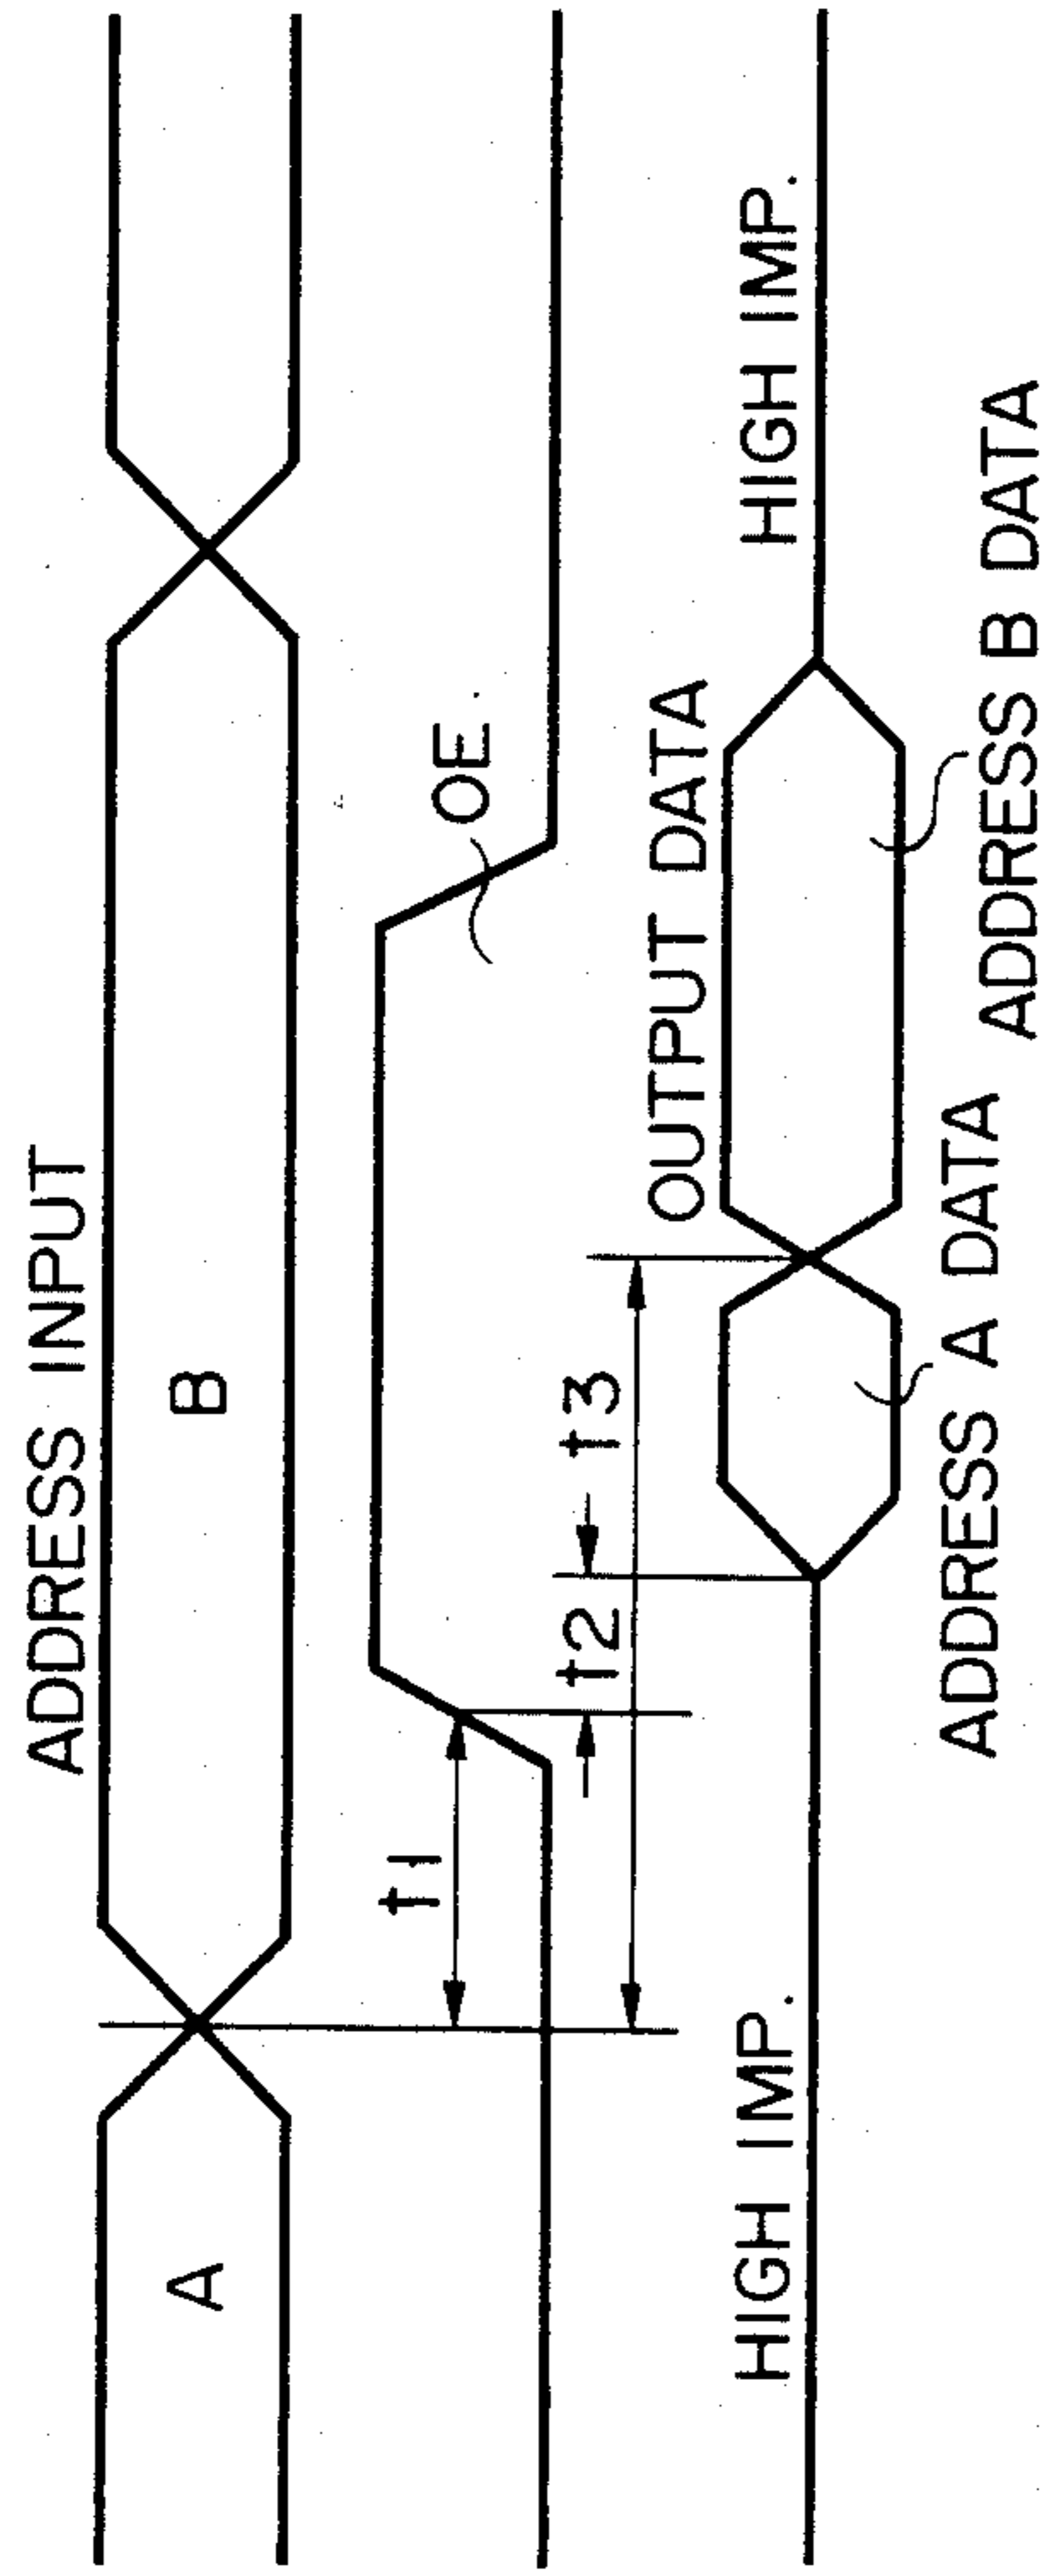 ADDRESS INPUT
A
B
OE
t1
t2
t3
OUTPUT DATA
HIGH IMP.
HIGH IMP.
ADDRESS A DATA
ADDRESS B DATA